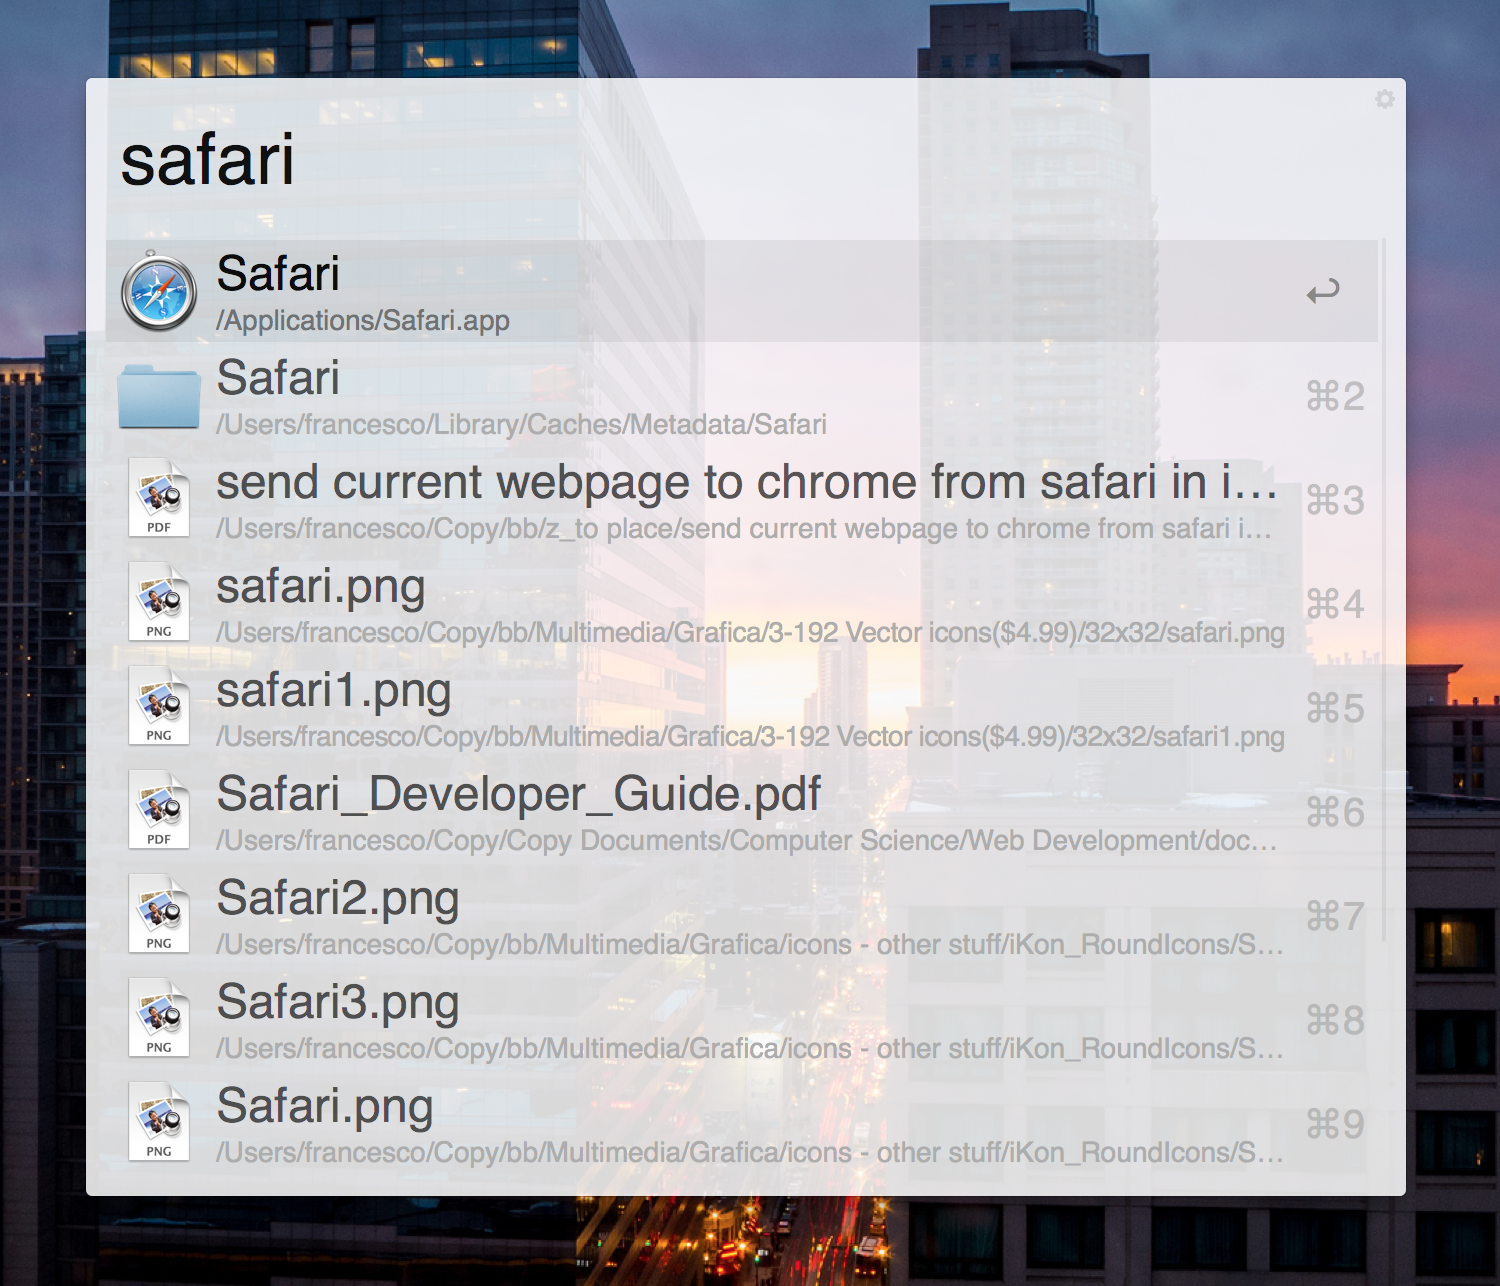 safari
Safari
/Applications/Safari.app
Safari
/Users/francesco/Library/Caches/Metadata/Safari
⌘2
send current webpage to chrome from safari in i…
/Users/francesco/Copy/bb/z_to place/send current webpage to chrome from safari i…
⌘3
PDF
safari.png
/Users/francesco/Copy/bb/Multimedia/Grafica/3-192 Vector icons($4.99)/32x32/safari.png
⌘4
PNG
safari1.png
/Users/francesco/Copy/bb/Multimedia/Grafica/3-192 Vector icons($4.99)/32x32/safari1.png
⌘5
PNG
Safari_Developer_Guide.pdf
/Users/francesco/Copy/Copy Documents/Computer Science/Web Development/doc…
⌘6
PDF
Safari2.png
/Users/francesco/Copy/bb/Multimedia/Grafica/icons - other stuff/iKon_RoundIcons/S…
⌘7
PNG
Safari3.png
/Users/francesco/Copy/bb/Multimedia/Grafica/icons - other stuff/iKon_RoundIcons/S…
⌘8
PNG
Safari.png
/Users/francesco/Copy/bb/Multimedia/Grafica/icons - other stuff/iKon_RoundIcons/S…
⌘9
PNG